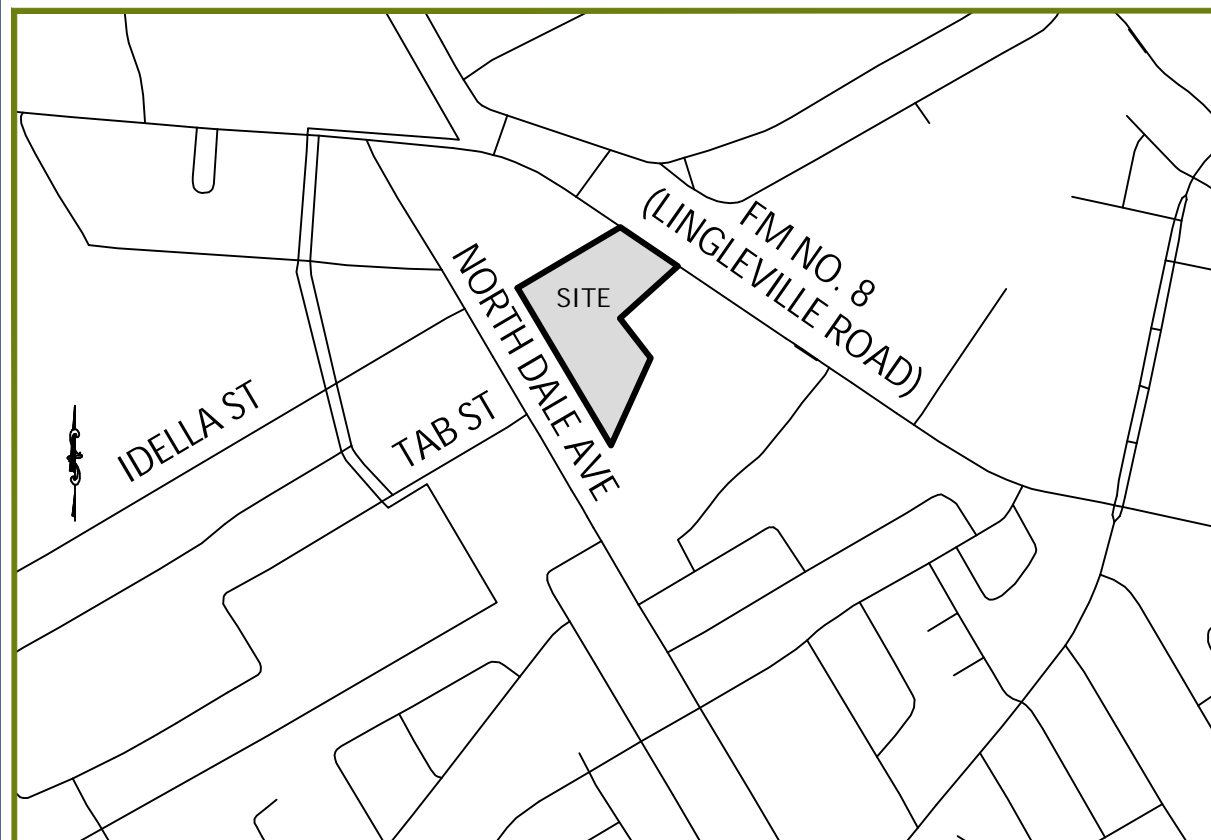 FM NO. 8
(LINGLEVILLE ROAD)
SITE
NORTH DALE AVE
IDELLA ST
TAB ST